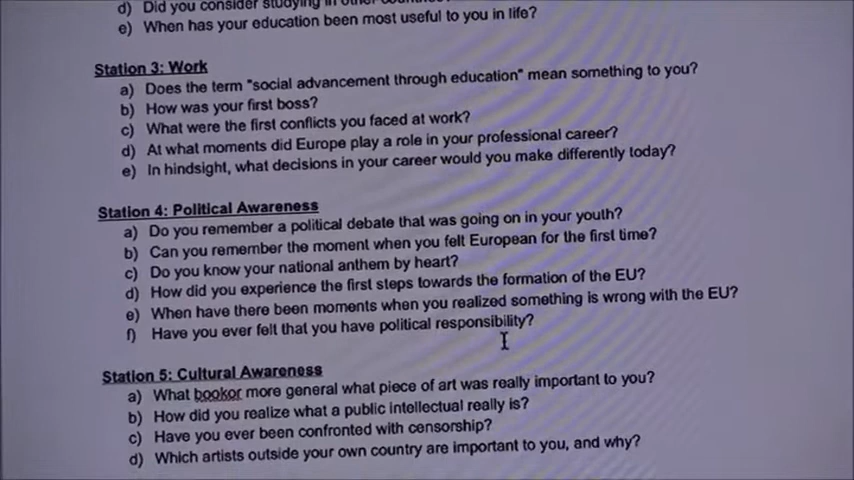 d) Did you consider studying in other
e) When has your education been most useful to you in life?
Station 3: Work
a) Does the term "social advancement through education" mean something to you?
b) How was your first boss?
c) What were the first conflicts you faced at work?
d) At what moments did Europe play a role in your professional career?
e) In hindsight, what decisions in your career would you make differently today?
Station 4: Political Awareness
a) Do you remember a political debate that was going on in your youth?
b) Can you remember the moment when you felt European for the first time?
c) Do you know your national anthem by heart?
d) How did you experience the first steps towards the formation of the EU?
e) When have there been moments when you realized something is wrong with the EU?
f) Have you ever felt that you have political responsibility?
Station 5: Cultural Awareness
a) What bookor more general what piece of art was really important to you?
b) How did you realize what a public intellectual really is?
c) Have you ever been confronted with censorship?
d) Which artists outside your own country are important to you, and why?